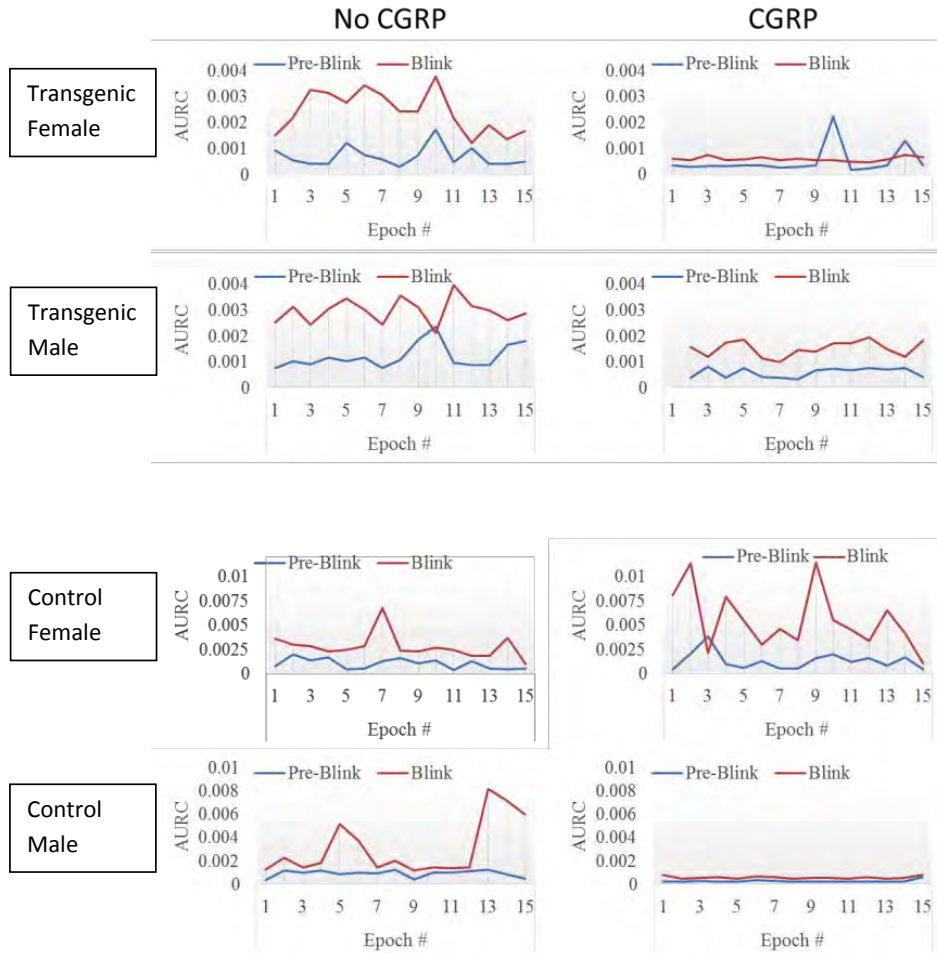 No CGRP
CGRP
Transgenic
Female
AURC
0.004
0.003
0.002
0.001
0
Pre-Blink
Blink
1 3 5 7 9 11 13 15
Epoch #
AURC
0.004
0.003
0.002
0.001
0
Pre-Blink
Blink
1 3 5 7 9 11 13 15
Epoch #
Transgenic
Male
AURC
0.004
0.003
0.002
0.001
0
Pre-Blink
Blink
1 3 5 7 9 11 13 15
Epoch #
AURC
0.004
0.003
0.002
0.001
0
Pre-Blink
Blink
1 3 5 7 9 11 13 15
Epoch #
Control
Female
AURC
0.01
0.0075
0.005
0.0025
0
Pre-Blink
Blink
1 3 5 7 9 11 13 15
Epoch #
AURC
0.01
0.0075
0.005
0.0025
0
Pre-Blink
Blink
1 3 5 7 9 11 13 15
Epoch #
Control
Male
AURC
0.01
0.008
0.006
0.004
0.002
0
Pre-Blink
Blink
1 3 5 7 9 11 13 15
Epoch #
AURC
0.01
0.008
0.006
0.004
0.002
0
Pre-Blink
Blink
1 3 5 7 9 11 13 15
Epoch #